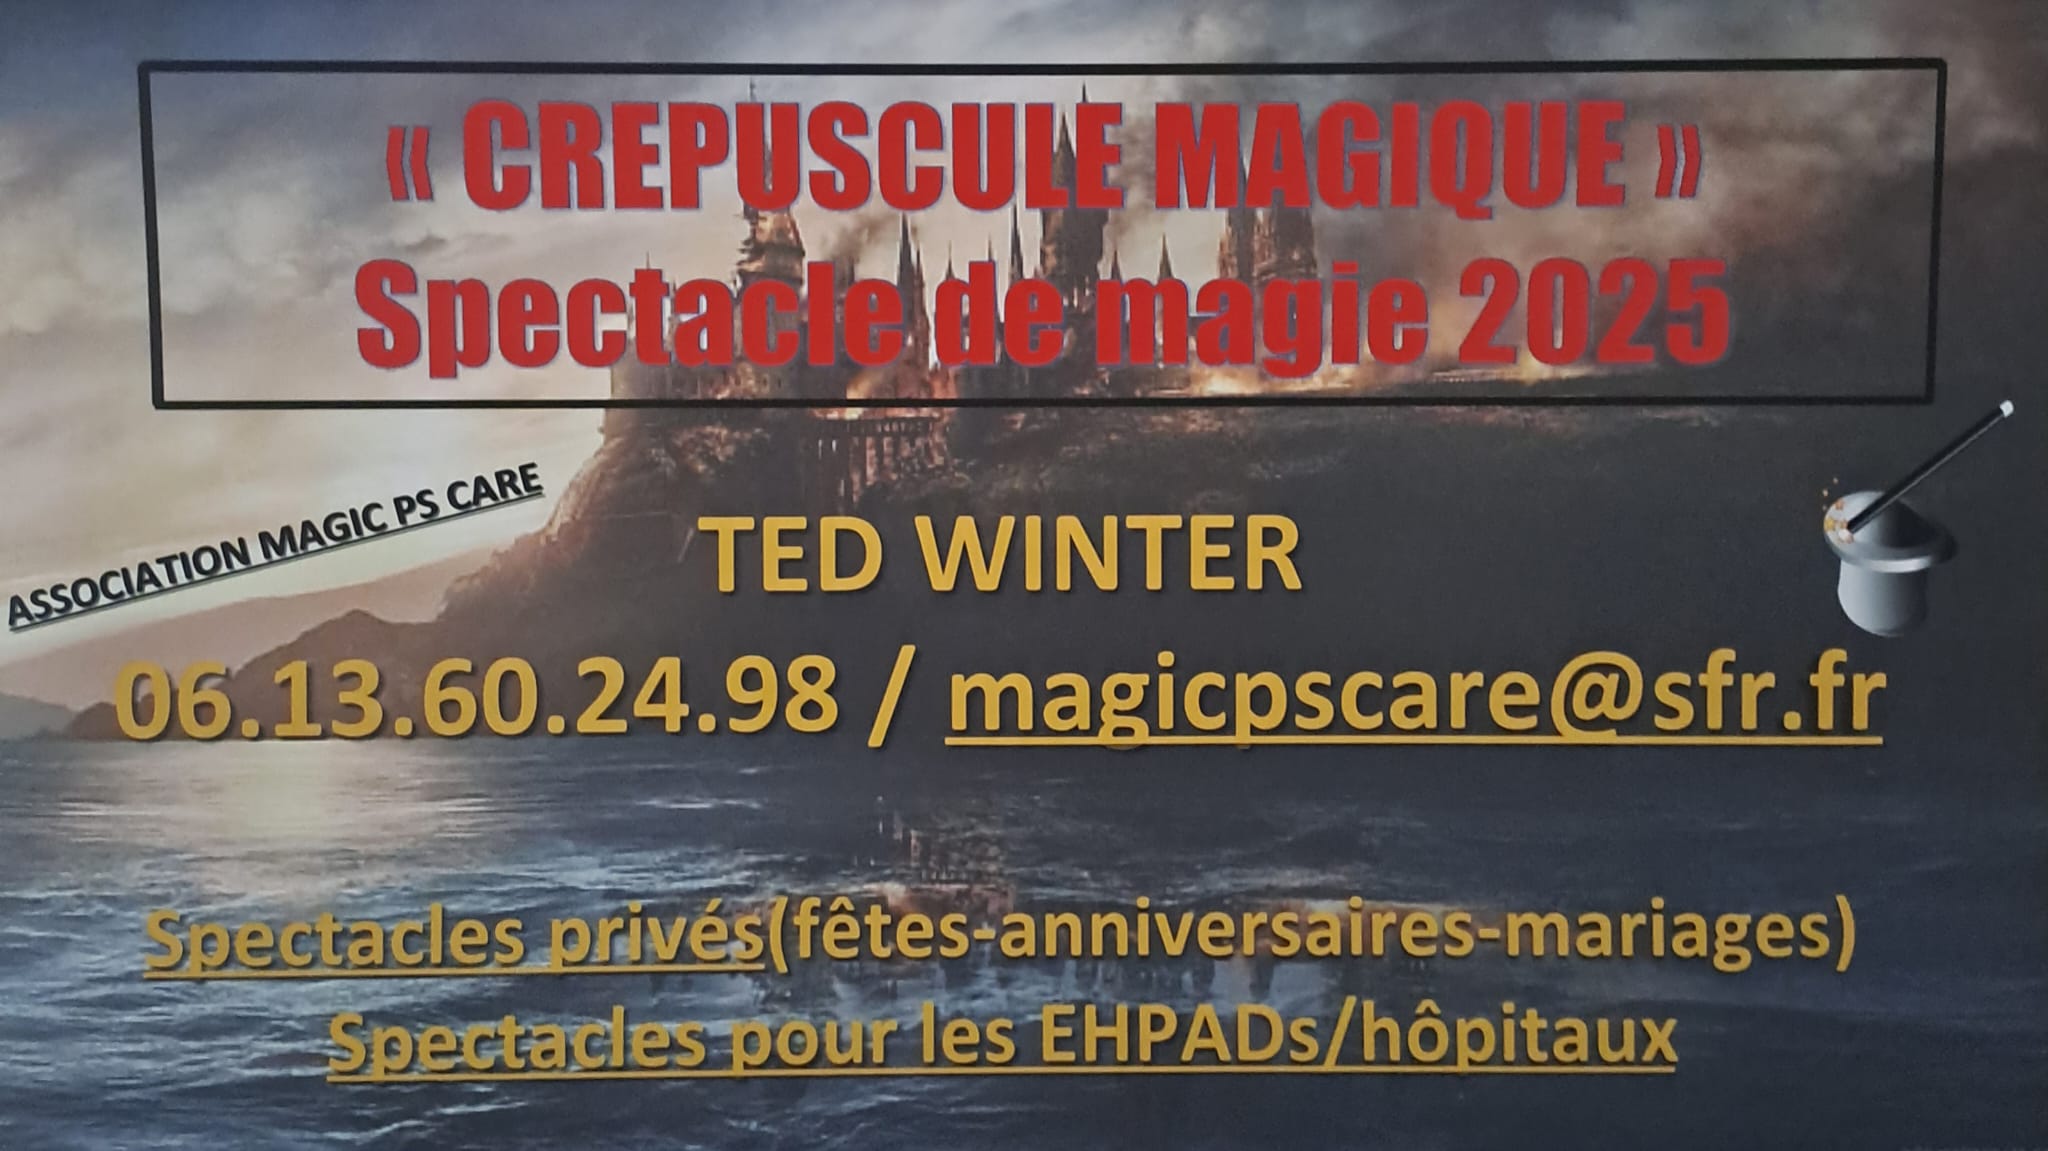 « CREPUSCULE MAGIQUE »
Spectacle de magie 2025
ASSOCIATION MAGIC PS CARE
TED WINTER
06.13.60.24.98 / magicpscare@sfr.fr
Spectacles privés(fêtes-anniversaires-mariages)
Spectacles pour les EHPADs/hôpitaux